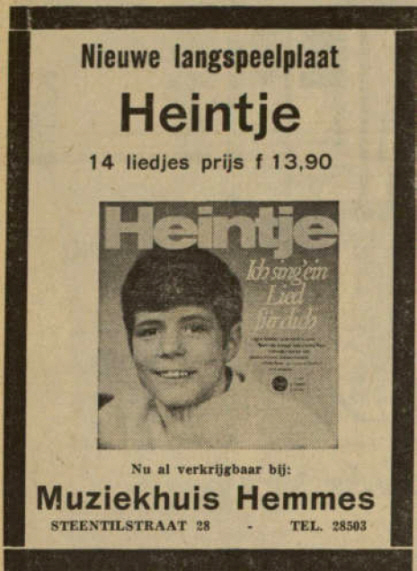 Nieuwe langspeelplaat
Heintje
14 liedjes prijs f 13,90
Heintje
Ich sing'ein
Lied
für dich
Nu al verkrijgbaar bij:
Muziekhuis Hemmes
STEENTILSTRAAT 28 - TEL. 28503